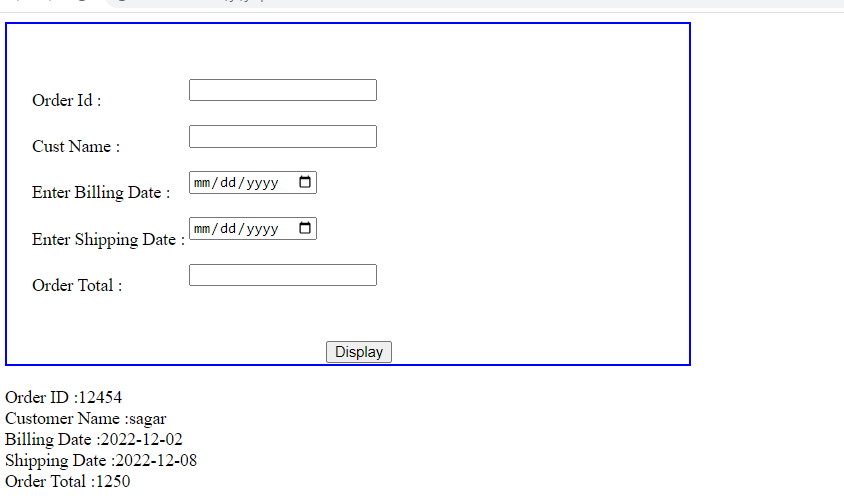 Order Id :
Cust Name :
Enter Billing Date : mm/dd/yyyy
Enter Shipping Date : mm/dd/yyyy
Order Total :
Display
Order ID :12454
Customer Name :sagar
Billing Date :2022-12-02
Shipping Date :2022-12-08
Order Total :1250